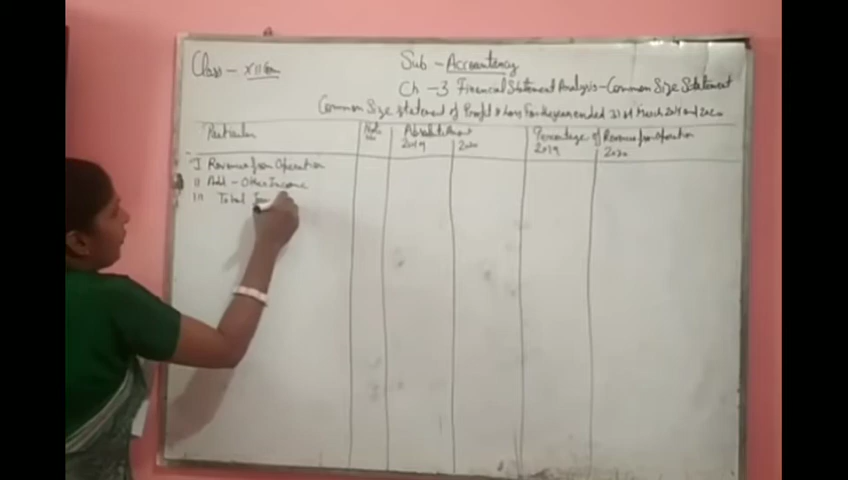 Class - XII Com
Sub - Accountancy
Ch - 3 Financial Statement Analysis - Common Size Statement
Common Size statement of Profit & Loss For the year ended 31st March 2019 and 2020
Particular
Note No
Absolute Amount
Percentage of Revenue from Operation
2019 2020 2019 2020
I Revenue from Operation
II Add - Other Income
III Total